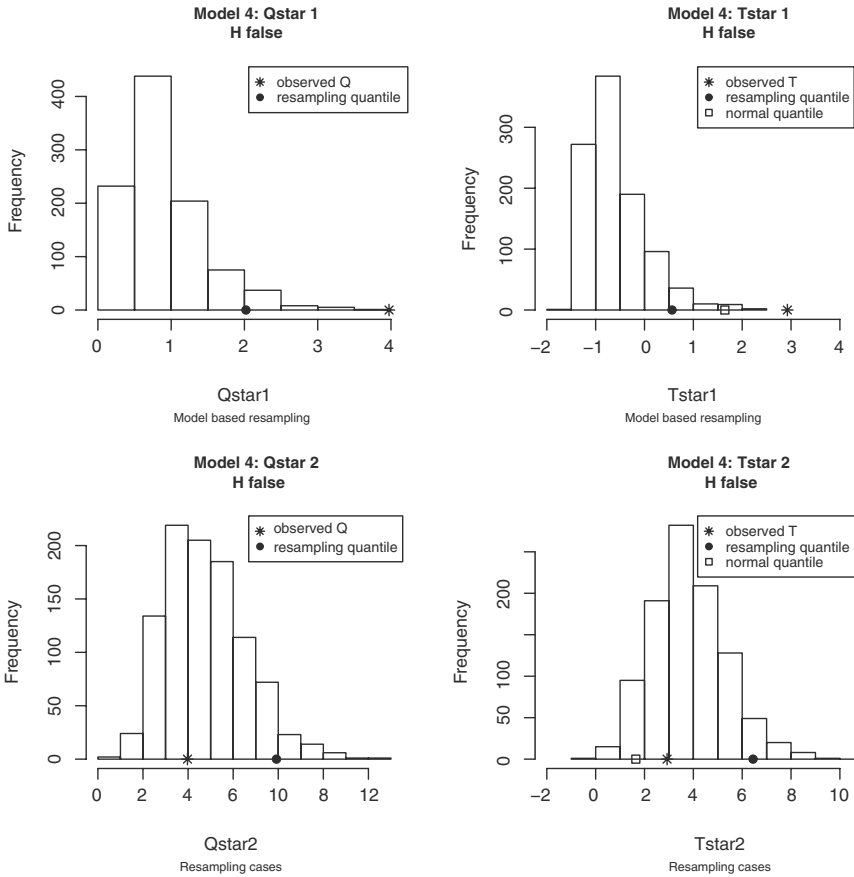 Model 4: Qstar 1
H false
observed Q
resampling quantile
Frequency
400
300
200
100
0
0 1 2 3 4
Qstar1
Model based resampling
Model 4: Tstar 1
H false
observed T
resampling quantile
normal quantile
Frequency
300
200
100
0
−2 −1 0 1 2 3 4
Tstar1
Model based resampling
Model 4: Qstar 2
H false
observed Q
resampling quantile
Frequency
200
150
100
50
0
0 2 4 6 10 8 12
Qstar2
Resampling cases
Model 4: Tstar 2
H false
observed T
resampling quantile
normal quantile
Frequency
200
100
50
0
−2 0 2 4 6 8 10
Tstar2
Resampling cases